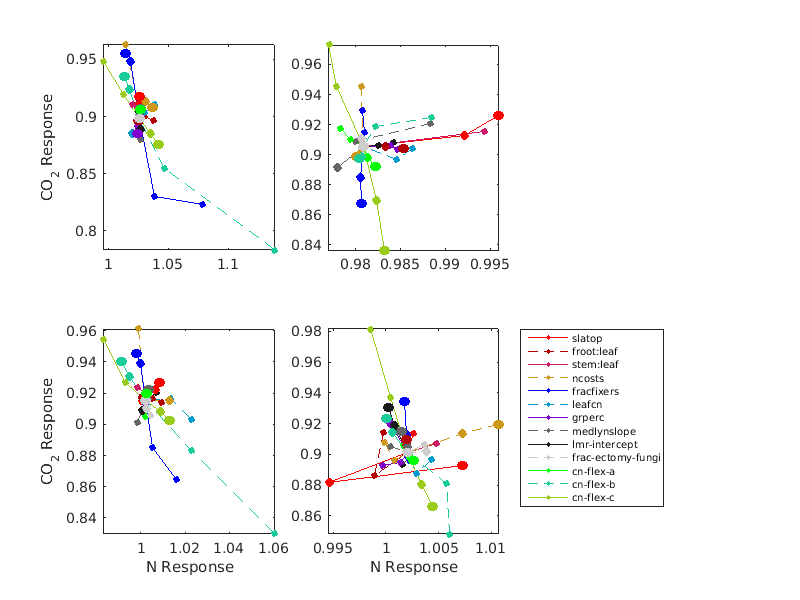 0.95
0.9
0.85
0.8
CO2 Response
1
1.05
1.1
0.96
0.94
0.92
0.9
0.88
0.86
0.84
0.98
0.985
0.99
0.995
0.96
0.94
0.92
0.9
0.88
0.86
0.84
CO2 Response
1
1.02
1.04
1.06
N Response
0.98
0.96
0.94
0.92
0.9
0.88
0.86
0.995
1
1.005
1.01
N Response
slatop
froot:leaf
stem:leaf
ncosts
fracfixers
leafcn
grperc
medlynslope
lmr-intercept
frac-ectomy-fungi
cn-flex-a
cn-flex-b
cn-flex-c